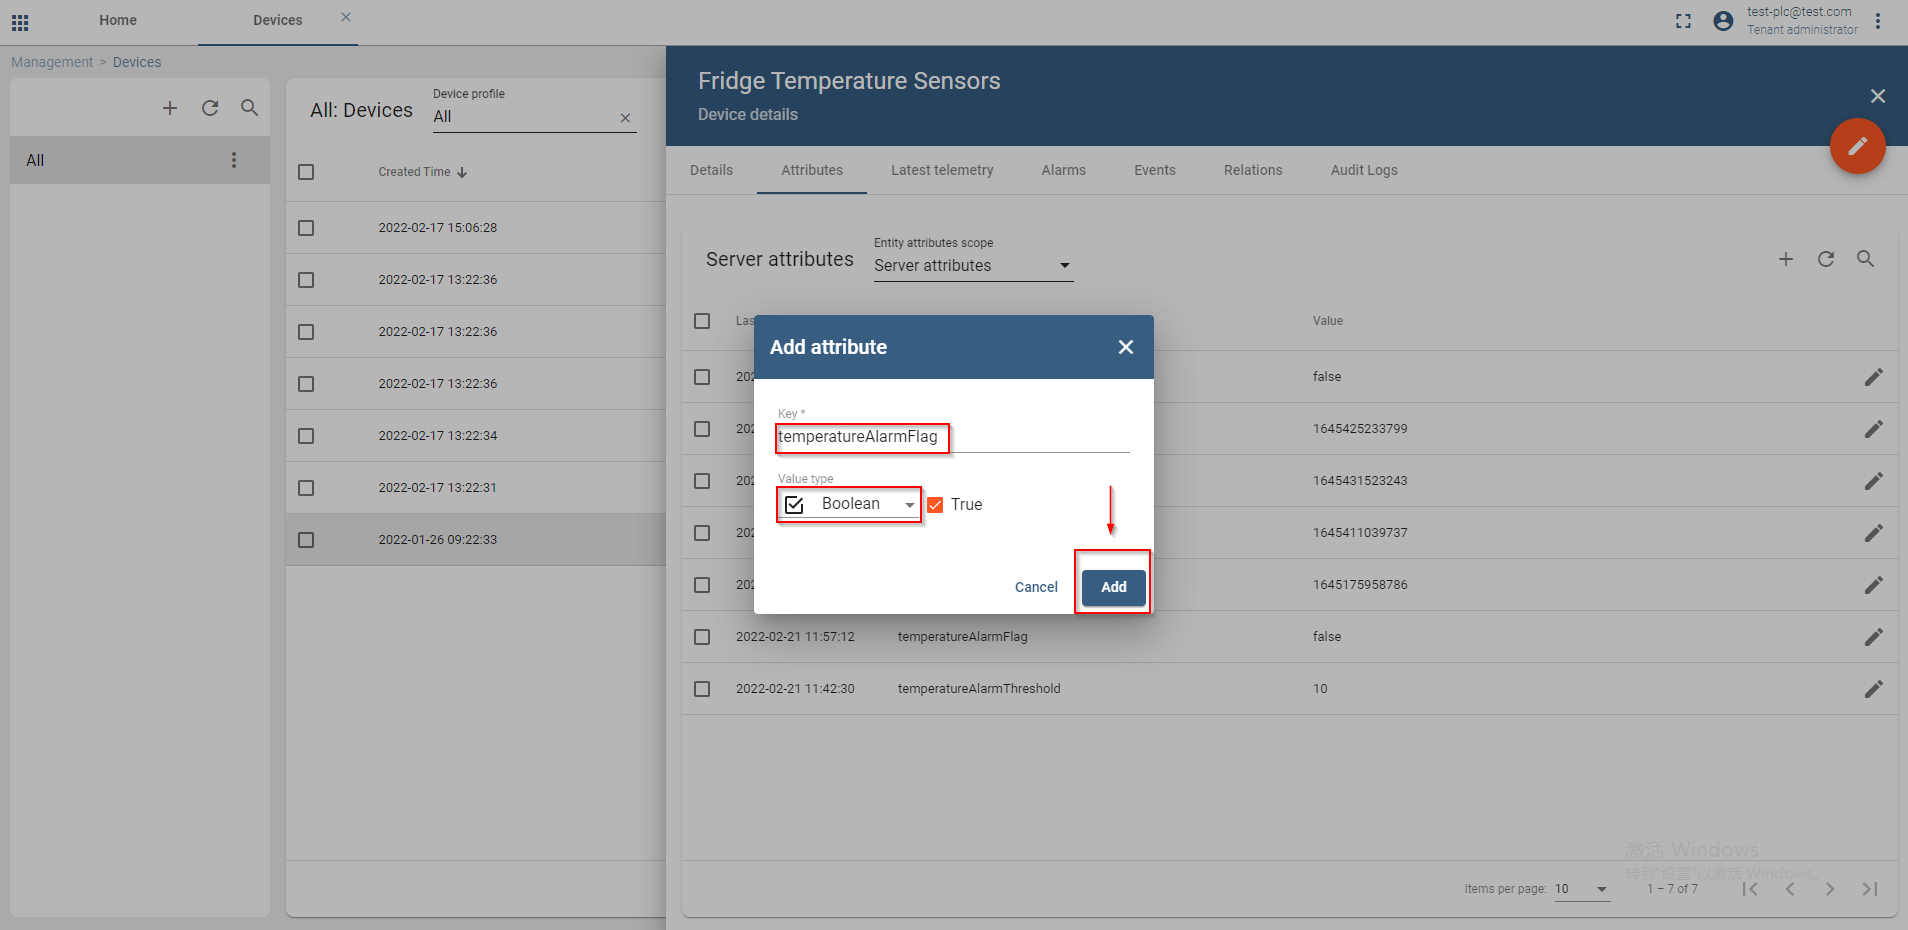 Home
Devices
test-plc@test.com
Tenant administrator
Management > Devices
All
All: Devices
Device profile
All
Created Time
2022-02-17 15:06:28
2022-02-17 13:22:36
2022-02-17 13:22:36
2022-02-17 13:22:36
2022-02-17 13:22:34
2022-02-17 13:22:31
2022-01-26 09:22:33
Fridge Temperature Sensors
Device details
Details Attributes Latest telemetry Alarms Events Relations Audit Logs
Server attributes
Entity attributes scope
Server attributes
Las Value
202 false
202 1645425233799
202 1645431523243
202 1645411039737
202 1645175958786
2022-02-21 11:57:12 temperatureAlarmFlag false
2022-02-21 11:42:30 temperatureAlarmThreshold 10
Add attribute
Key *
temperatureAlarmFlag
Value type
Boolean True
Cancel Add
激活 Windows
转到"设置"以激活 Windows。
Items per page: 10 1 – 7 of 7